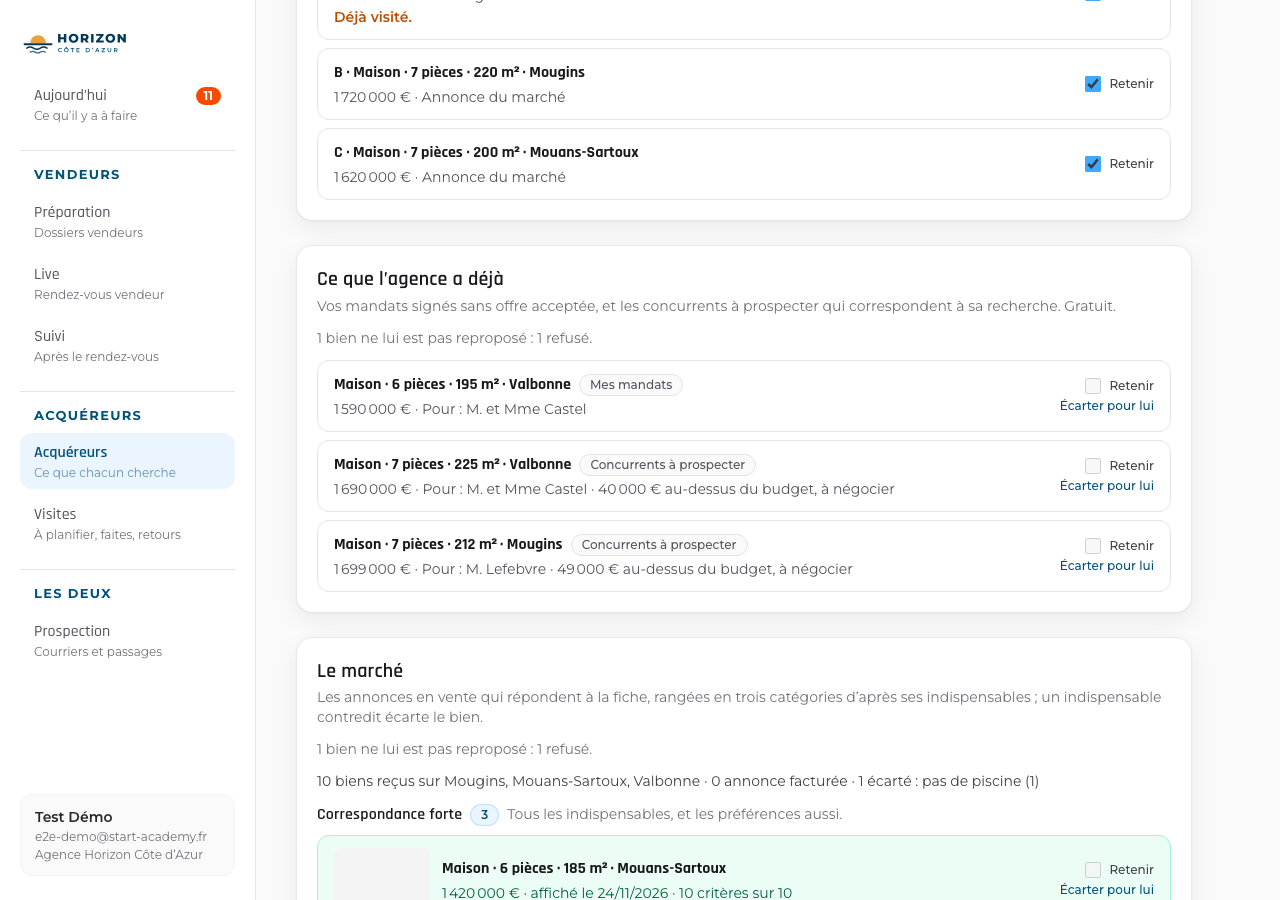 HORIZON
CÔTE D'AZUR
Aujourd'hui
11
Ce qu'il y a à faire
VENDEURS
Préparation
Dossiers vendeurs
Live
Rendez-vous vendeur
Suivi
Après le rendez-vous
ACQUÉREURS
Acquéreurs
Ce que chacun cherche
Visites
À planifier, faites, retours
LES DEUX
Prospection
Courriers et passages
Test Démo
e2e-demo@start-academy.fr
Agence Horizon Côte d'Azur
Déjà visité.
B · Maison · 7 pièces · 220 m² · Mougins
1 720 000 € · Annonce du marché
Retenir
C · Maison · 7 pièces · 200 m² · Mouans-Sartoux
1 620 000 € · Annonce du marché
Retenir
Ce que l'agence a déjà
Vos mandats signés sans offre acceptée, et les concurrents à prospecter qui correspondent à sa recherche. Gratuit.
1 bien ne lui est pas reproposé : 1 refusé.
Maison · 6 pièces · 195 m² · Valbonne
Mes mandats
1 590 000 € · Pour : M. et Mme Castel
Retenir
Écarter pour lui
Maison · 7 pièces · 225 m² · Valbonne
Concurrents à prospecter
1 690 000 € · Pour : M. et Mme Castel · 40 000 € au-dessus du budget, à négocier
Retenir
Écarter pour lui
Maison · 7 pièces · 212 m² · Mougins
Concurrents à prospecter
1 699 000 € · Pour : M. Lefebvre · 49 000 € au-dessus du budget, à négocier
Retenir
Écarter pour lui
Le marché
Les annonces en vente qui répondent à la fiche, rangées en trois catégories d'après ses indispensables ; un indispensable
contredit écarte le bien.
1 bien ne lui est pas reproposé : 1 refusé.
10 biens reçus sur Mougins, Mouans-Sartoux, Valbonne · 0 annonce facturée · 1 écarté : pas de piscine (1)
Correspondance forte
3
Tous les indispensables, et les préférences aussi.
Maison · 6 pièces · 185 m² · Mouans-Sartoux
1 420 000 € · affiché le 24/11/2026 · 10 critères sur 10
Retenir
Écarter pour lui